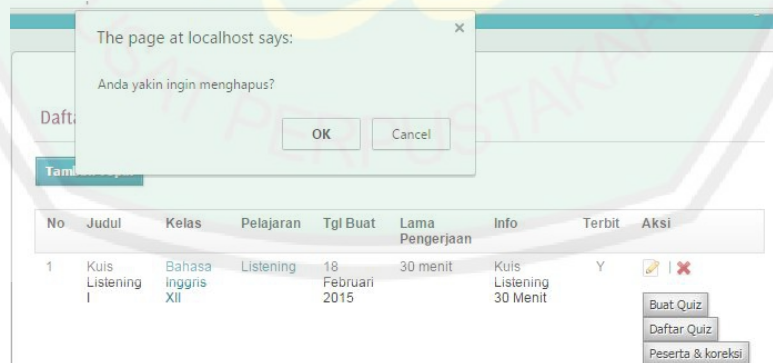 The page at localhost says:
Anda yakin ingin menghapus?
OK Cancel
No Judul Kelas Pelajaran Tgl Buat Lama Pengerjaan Info Terbit Aksi
1 Kuis Listening I Bahasa Inggris XII Listening 18 Februari 2015 30 menit Kuis Listening 30 Menit Y
Buat Quiz
Daftar Quiz
Peserta & koreksi
PUSAT PERPUSTAKAAN